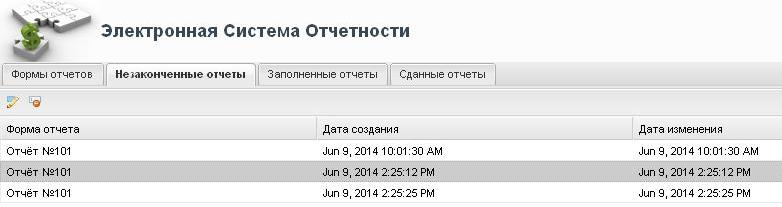 Электронная Система Отчетности
Формы отчетов Незаконченные отчеты Заполненные отчеты Сданные отчеты
Форма отчета Дата создания Дата изменения
Отчёт №101 Jun 9, 2014 10:01:30 AM Jun 9, 2014 10:01:30 AM
Отчёт №101 Jun 9, 2014 2:25:12 PM Jun 9, 2014 2:25:12 PM
Отчёт №101 Jun 9, 2014 2:25:25 PM Jun 9, 2014 2:25:25 PM